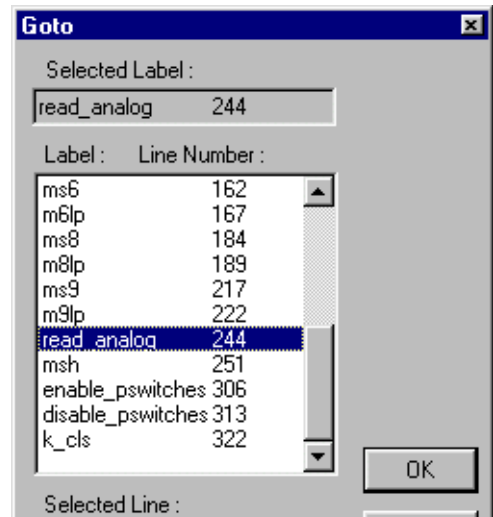 Goto
Selected Label :
read_analog 244
Label : Line Number :
ms6 162
m6lp 167
ms8 184
m8lp 189
ms9 217
m9lp 222
read_analog 244
msh 251
enable_pswitches 306
disable_pswitches 313
k_cls 322
OK
Selected Line :